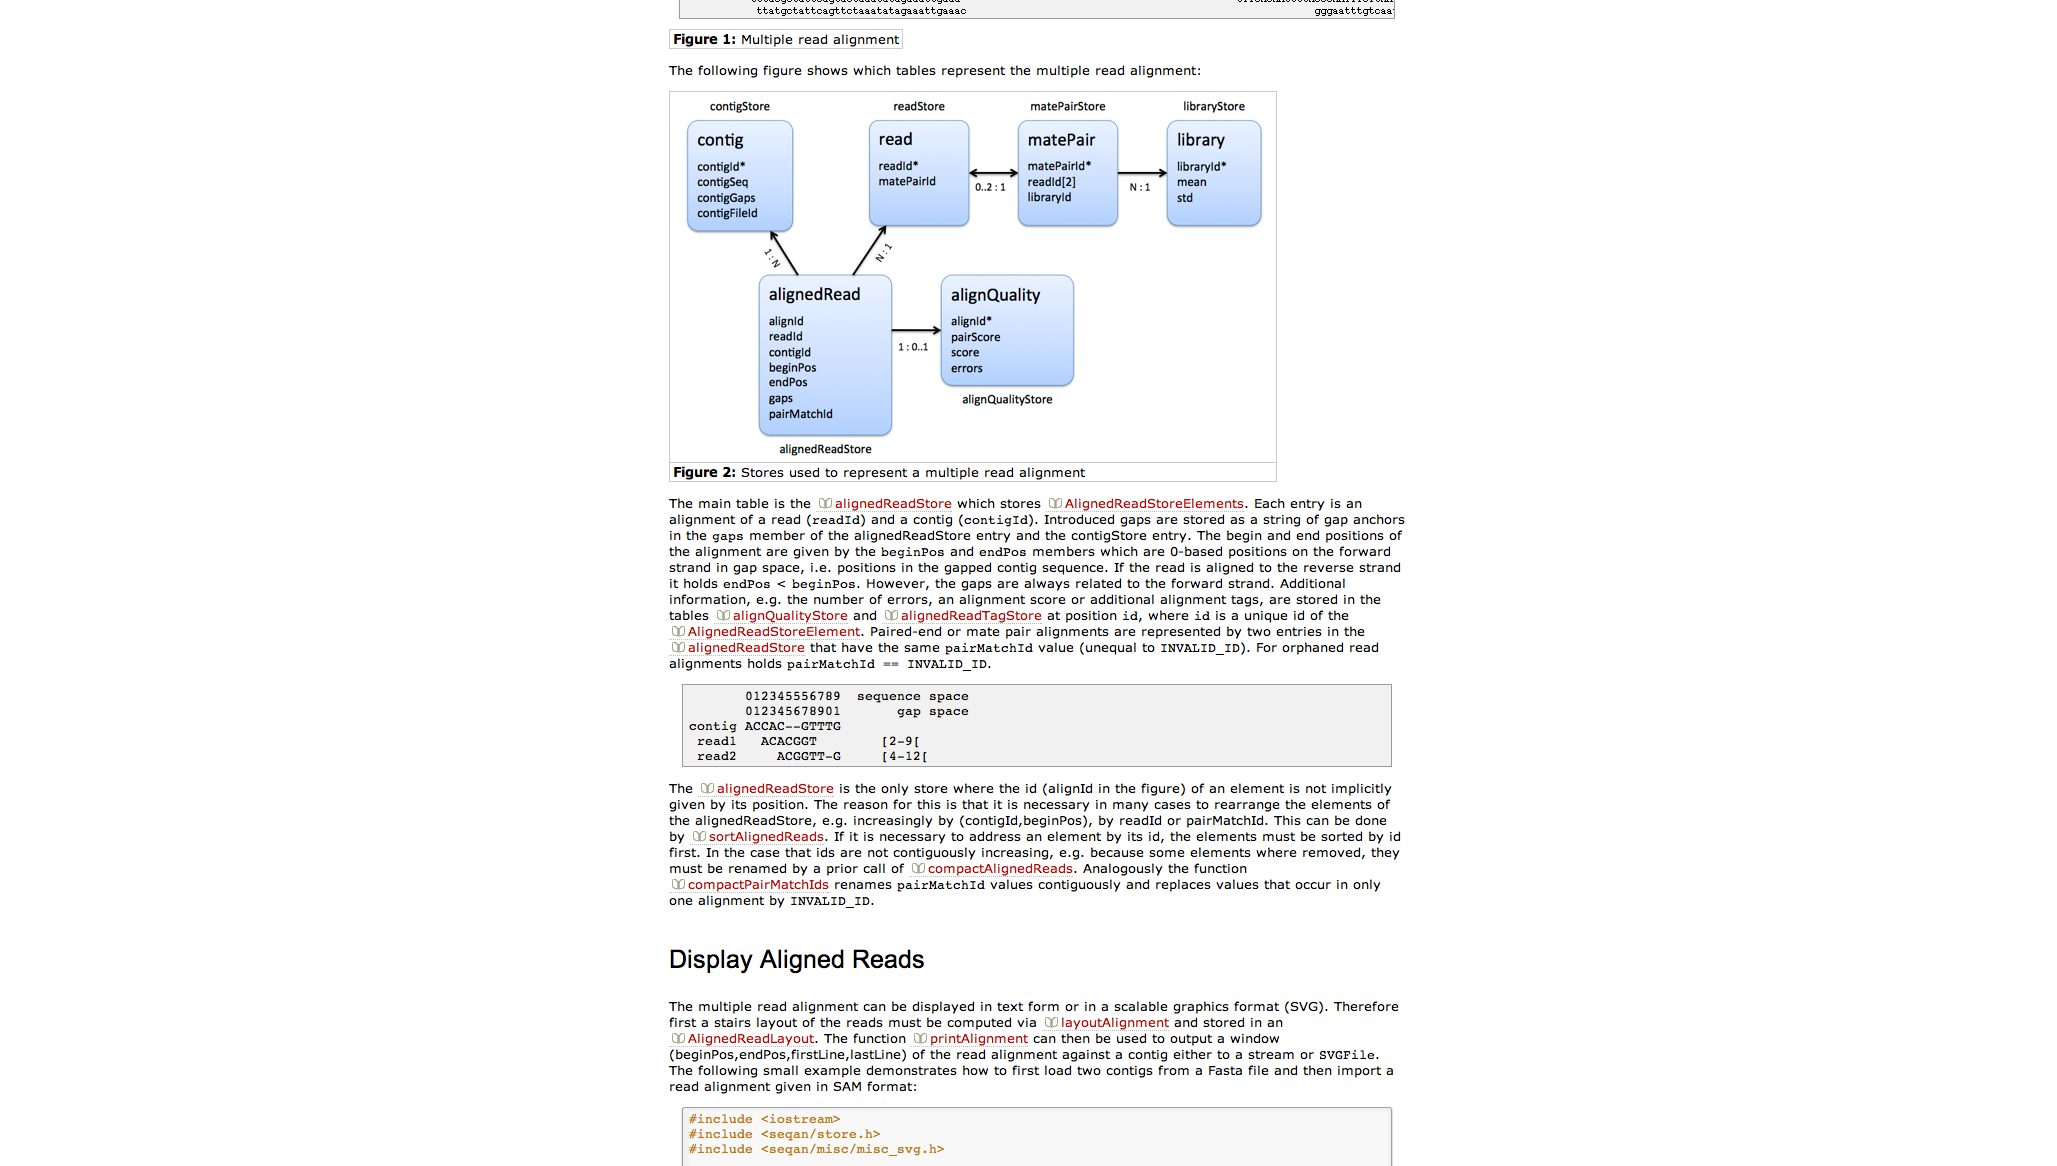 ttatgctattcagttctaaatatagaaattgaaac
gggaatttgtcaa
Figure 1: Multiple read alignment
The following figure shows which tables represent the multiple read alignment:
contigStore readStore matePairStore libraryStore
contig
contigId*
contigSeq
contigGaps
contigFileId
read
readId*
matePairId
0..2 : 1
matePair
matePairId*
readId[2]
libraryId
N : 1
library
libraryId*
mean
std
1 : N
N : 1
alignedRead
alignId
readId
contigId
beginPos
endPos
gaps
pairMatchId
1 : 0..1
alignQuality
alignId*
pairScore
score
errors
alignQualityStore
alignedReadStore
Figure 2: Stores used to represent a multiple read alignment
The main table is the alignedReadStore which stores AlignedReadStoreElements. Each entry is an
alignment of a read (readId) and a contig (contigId). Introduced gaps are stored as a string of gap anchors
in the gaps member of the alignedReadStore entry and the contigStore entry. The begin and end positions of
the alignment are given by the beginPos and endPos members which are 0-based positions on the forward
strand in gap space, i.e. positions in the gapped contig sequence. If the read is aligned to the reverse strand
it holds endPos < beginPos. However, the gaps are always related to the forward strand. Additional
information, e.g. the number of errors, an alignment score or additional alignment tags, are stored in the
tables alignQualityStore and alignedReadTagStore at position id, where id is a unique id of the
AlignedReadStoreElement. Paired-end or mate pair alignments are represented by two entries in the
alignedReadStore that have the same pairMatchId value (unequal to INVALID_ID). For orphaned read
alignments holds pairMatchId == INVALID_ID.
012345556789 sequence space
012345678901 gap space
contig ACCAC--GTTTG
read1 ACACGGT [2-9[
read2 ACGGTT-G [4-12[
The alignedReadStore is the only store where the id (alignId in the figure) of an element is not implicitly
given by its position. The reason for this is that it is necessary in many cases to rearrange the elements of
the alignedReadStore, e.g. increasingly by (contigId,beginPos), by readId or pairMatchId. This can be done
by sortAlignedReads. If it is necessary to address an element by its id, the elements must be sorted by id
first. In the case that ids are not contiguously increasing, e.g. because some elements where removed, they
must be renamed by a prior call of compactAlignedReads. Analogously the function
compactPairMatchIds renames pairMatchId values contiguously and replaces values that occur in only
one alignment by INVALID_ID.
Display Aligned Reads
The multiple read alignment can be displayed in text form or in a scalable graphics format (SVG). Therefore
first a stairs layout of the reads must be computed via layoutAlignment and stored in an
AlignedReadLayout. The function printAlignment can then be used to output a window
(beginPos,endPos,firstLine,lastLine) of the read alignment against a contig either to a stream or SVGFile.
The following small example demonstrates how to first load two contigs from a Fasta file and then import a
read alignment given in SAM format:
#include <iostream>
#include <seqan/store.h>
#include <seqan/misc/misc_svg.h>